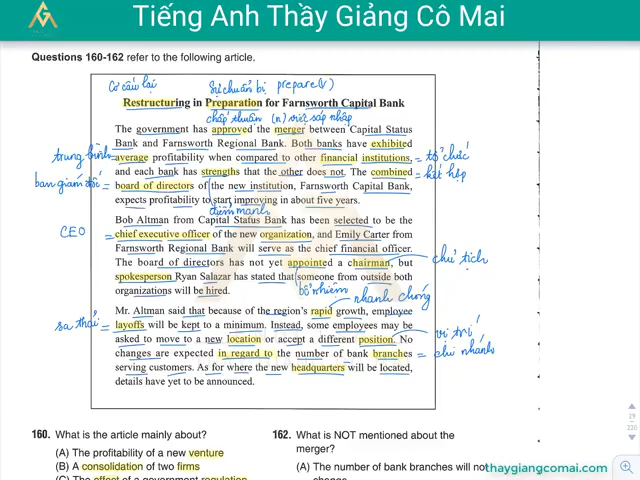 Tiếng Anh Thầy Giảng Cô Mai
Questions 160-162 refer to the following article.
Cơ cấu lại
Sự chuẩn bị prepare(v)
Restructuring in Preparation for Farnsworth Capital Bank
chấp thuận (n) việc sáp nhập
The government has approved the merger between Capital Status
Bank and Farnsworth Regional Bank. Both banks have exhibited
trung bình = average profitability when compared to other financial institutions, = tổ chức
and each bank has strengths that the other does not. The combined = kết hợp
ban giám đốc = board of directors of the new institution, Farnsworth Capital Bank,
expects profitability to start improving in about five years.
điểm mạnh
Bob Altman from Capital Status Bank has been selected to be the
CEO = chief executive officer of the new organization, and Emily Carter from
Farnsworth Regional Bank will serve as the chief financial officer.
The board of directors has not yet appointed a chairman, but = chủ tịch
spokesperson Ryan Salazar has stated that someone from outside both
organizations will be hired.
bổ nhiệm
nhanh chóng
Mr. Altman said that because of the region's rapid growth, employee
sa thải = layoffs will be kept to a minimum. Instead, some employees may be
asked to move to a new location or accept a different position. No
vị trí
changes are expected in regard to the number of bank branches = chi nhánh
serving customers. As for where the new headquarters will be located,
details have yet to be announced.
19
220
160. What is the article mainly about?
(A) The profitability of a new venture
(B) A consolidation of two firms
(C) The effect of a government regulation
162. What is NOT mentioned about the
merger?
(A) The number of bank branches will not
change
thaygiangcomai.com